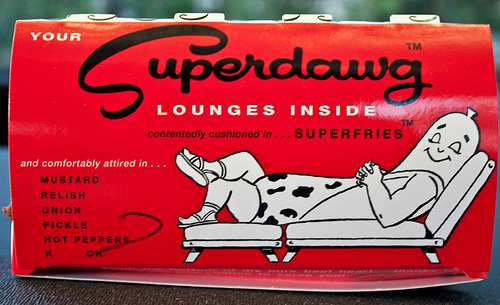 YOUR
Superdawg TM
LOUNGES INSIDE
contentedly cushioned in... SUPERFRIES TM
and comfortably attired in...
MUSTARD
RELISH
ONION
PICKLE
HOT PEPPERS
K CH